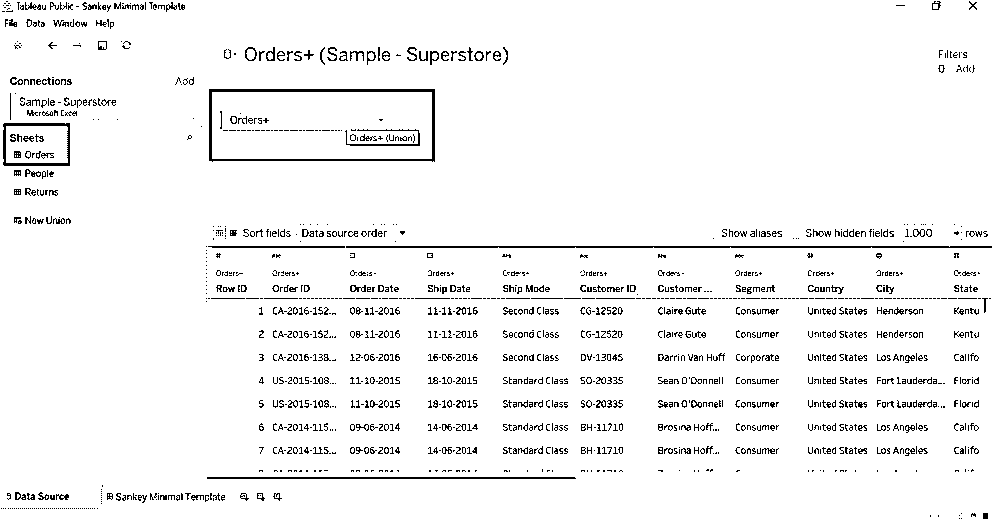 Tableau Public - Sankey Minimal Template
File Data Window Help
Connections Add
Sample - Superstore
Microsoft Excel
Sheets
Orders
People
Returns
New Union
Orders+ (Sample - Superstore)
Filters
0 Add
Orders+
Orders+ (Union)
Sort fields Data source order Show aliases Show hidden fields 1,000 rows
# Abc Abc Abc Abc Abc
Orders+ Orders+ Orders+ Orders+ Orders+ Orders+ Orders+ Orders+ Orders+ Orders+ Orders+
Row ID Order ID Order Date Ship Date Ship Mode Customer ID Customer ... Segment Country City State
1 CA-2016-152... 08-11-2016 11-11-2016 Second Class CG-12520 Claire Gute Consumer United States Henderson Kentu
2 CA-2016-152... 08-11-2016 11-11-2016 Second Class CG-12520 Claire Gute Consumer United States Henderson Kentu
3 CA-2016-138... 12-06-2016 16-06-2016 Second Class DV-13045 Darrin Van Huff Corporate United States Los Angeles Califo
4 US-2015-108... 11-10-2015 18-10-2015 Standard Class SO-20335 Sean O'Donnell Consumer United States Fort Lauderda... Florid
5 US-2015-108... 11-10-2015 18-10-2015 Standard Class SO-20335 Sean O'Donnell Consumer United States Fort Lauderda... Florid
6 CA-2014-115... 09-06-2014 14-06-2014 Standard Class BH-11710 Brosina Hoff... Consumer United States Los Angeles Califo
7 CA-2014-115... 09-06-2014 14-06-2014 Standard Class BH-11710 Brosina Hoff... Consumer United States Los Angeles Califo
Data Source Sankey Minimal Template